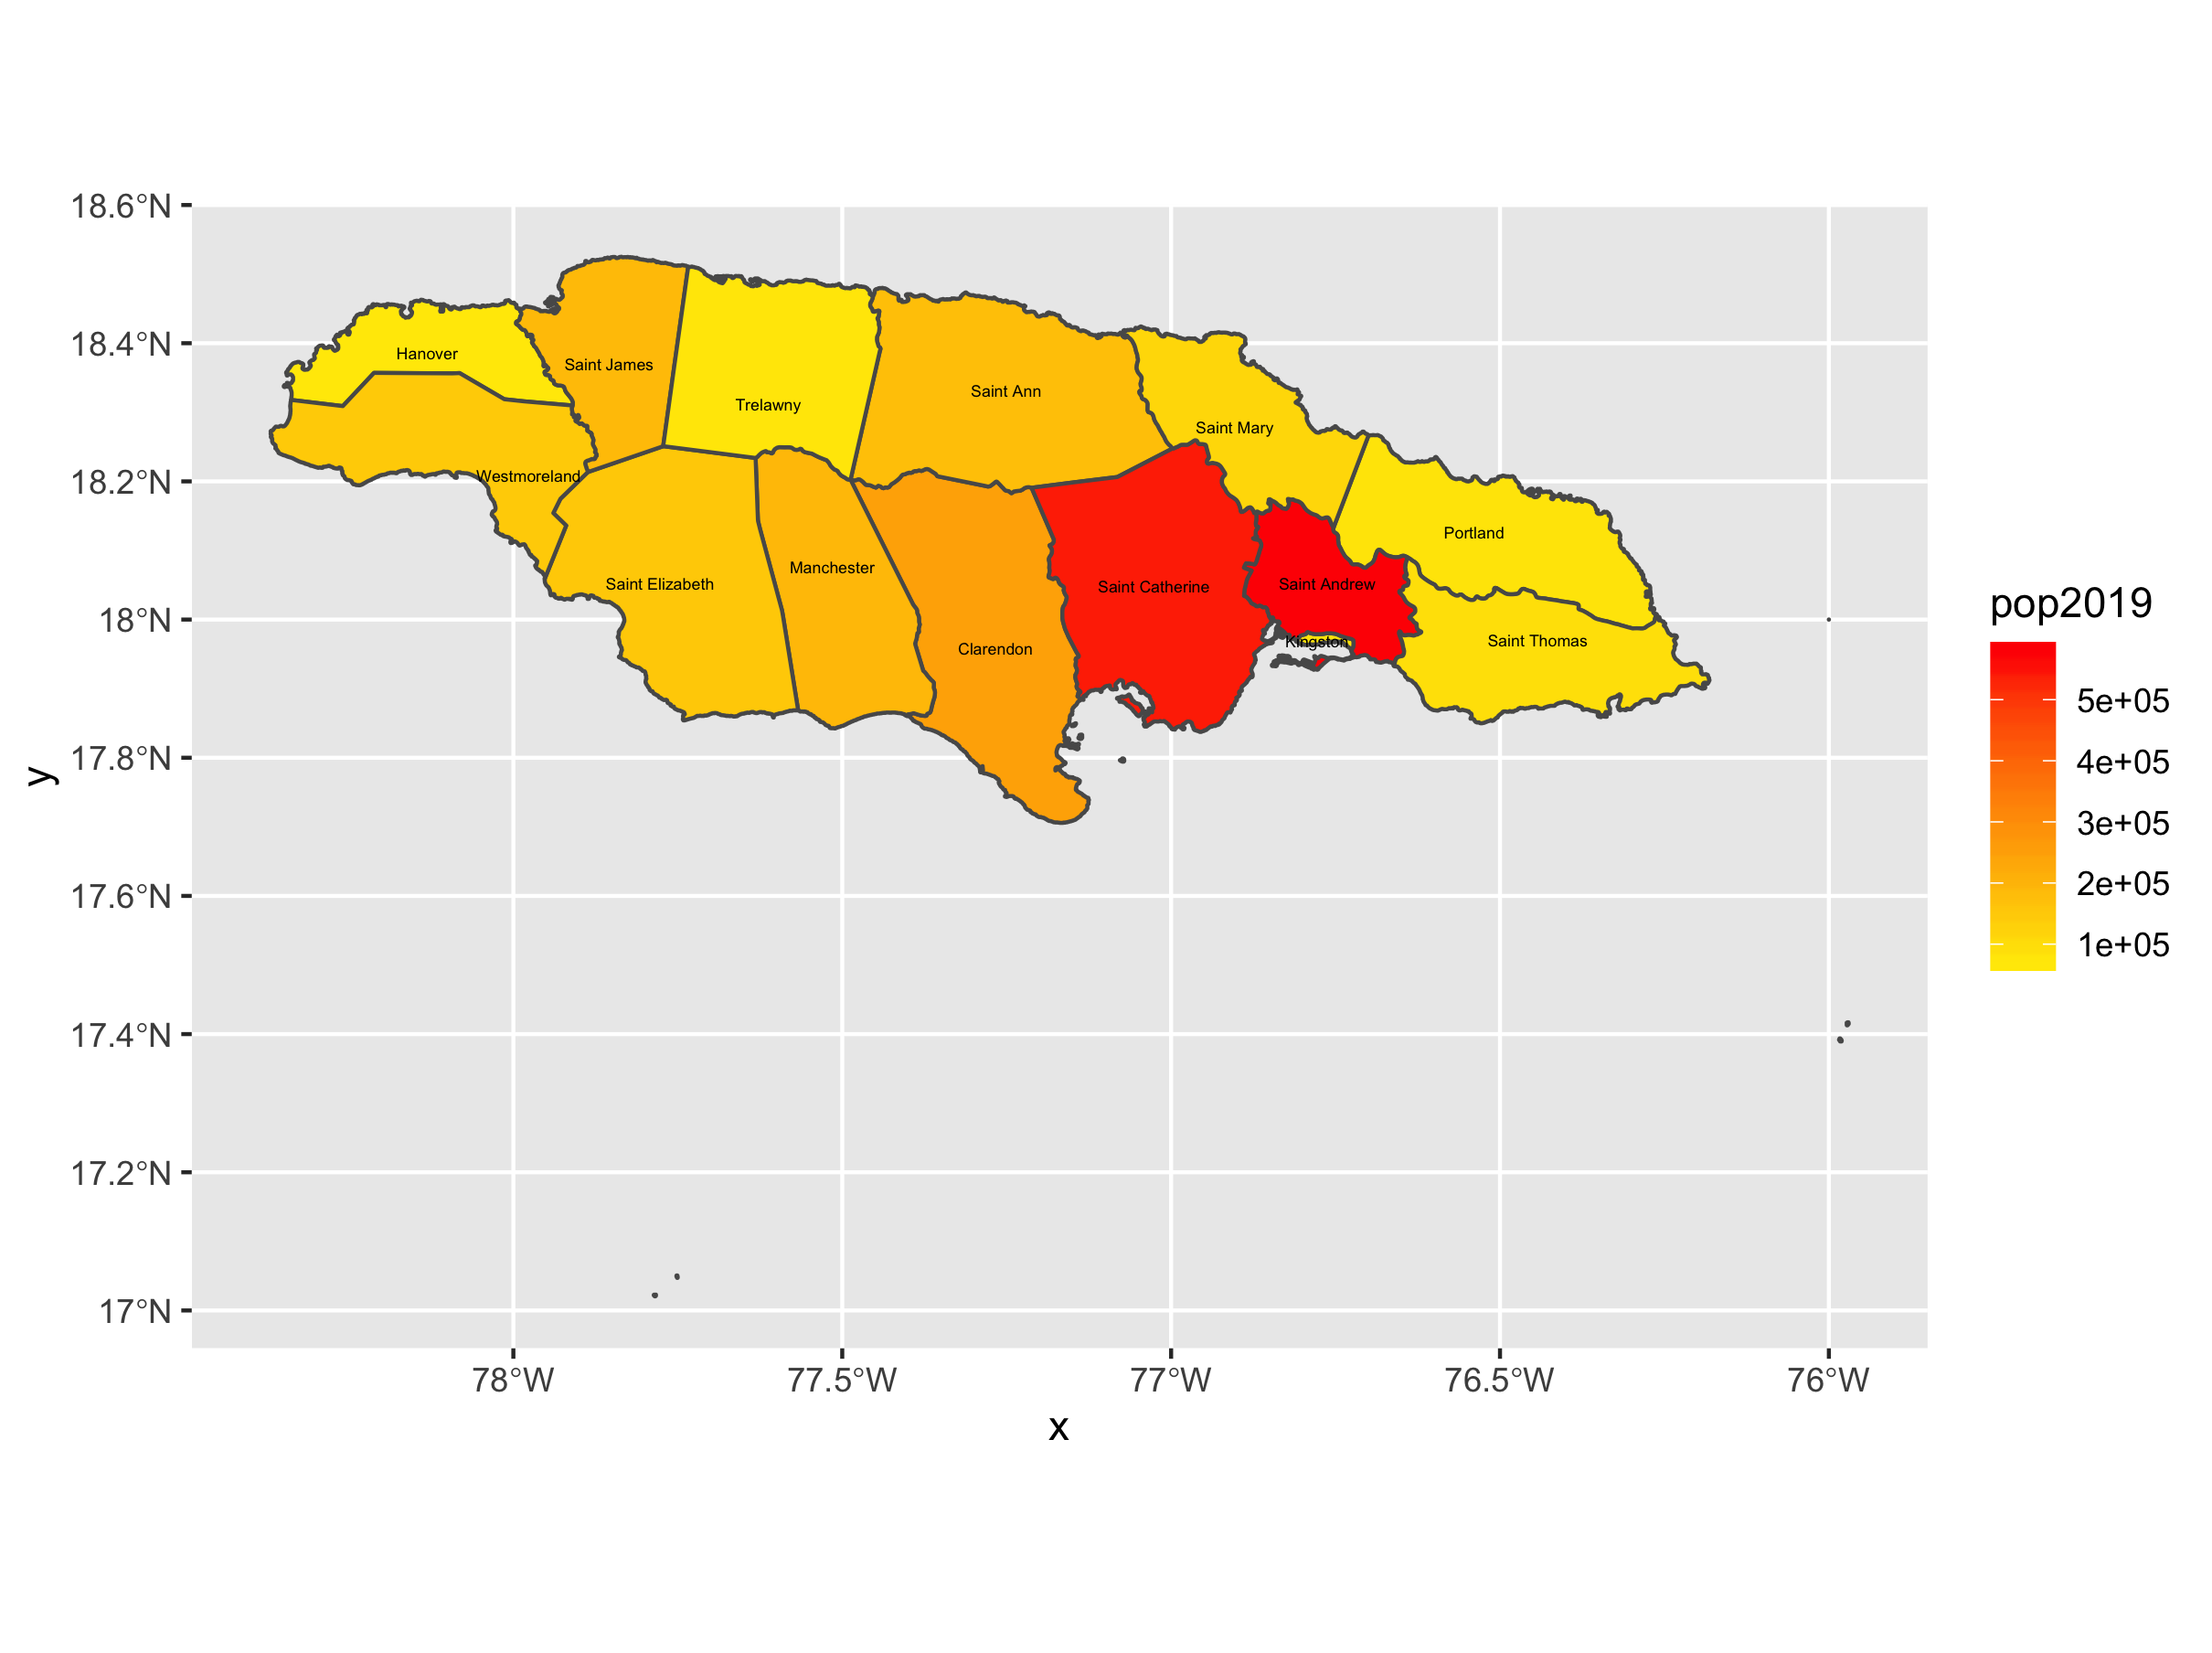 18.6°N
18.4°N
18.2°N
18°N
17.8°N
17.6°N
17.4°N
17.2°N
17°N
y
Hanover
Saint James
Trelawny
Saint Ann
Saint Mary
Westmoreland
Portland
Saint Elizabeth
Manchester
Saint Catherine
Saint Andrew
Clarendon
Kingston
Saint Thomas
78°W
77.5°W
77°W
76.5°W
76°W
x
pop2019
5e+05
4e+05
3e+05
2e+05
1e+05